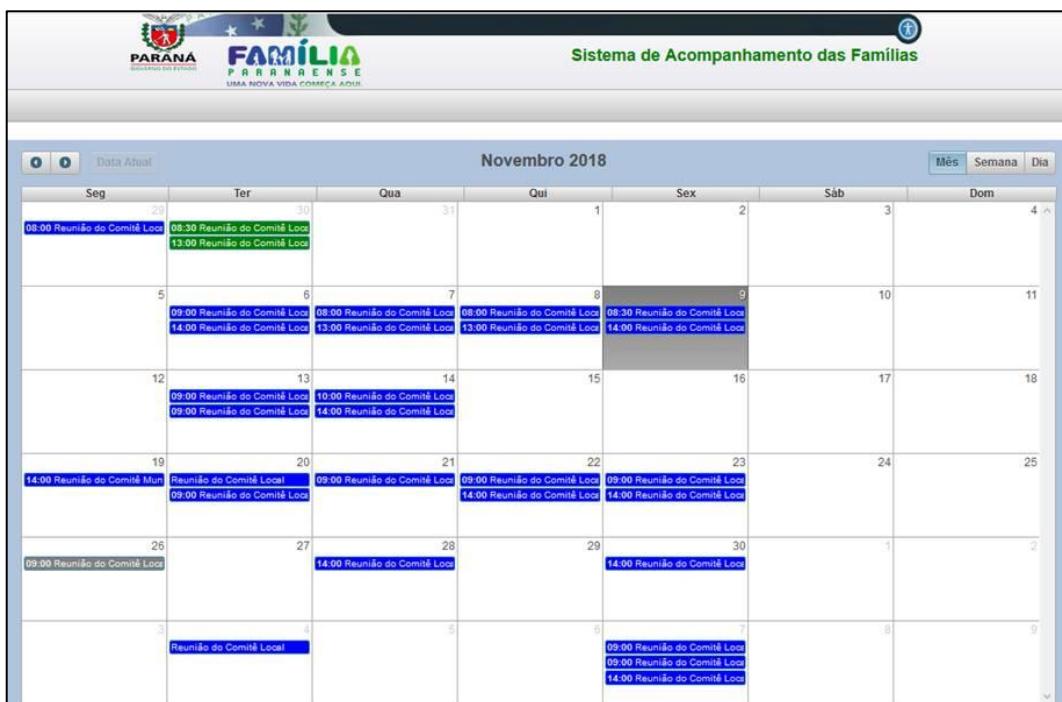 PARANÁ
GOVERNO DO ESTADO
FAMÍLIA
PARANAENSE
UMA NOVA VIDA COMEÇA AQUI
Sistema de Acompanhamento das Famílias
Data Atual
Novembro 2018
Mês Semana Dia
Seg Ter Qua Qui Sex Sáb Dom
29 30 31 1 2 3 4
08:00 Reunião do Comitê Loca 08:30 Reunião do Comitê Loca
13:00 Reunião do Comitê Loca
5 6 7 8 9 10 11
09:00 Reunião do Comitê Loca 08:00 Reunião do Comitê Loca 08:00 Reunião do Comitê Loca 08:30 Reunião do Comitê Loca
14:00 Reunião do Comitê Loca 13:00 Reunião do Comitê Loca 13:00 Reunião do Comitê Loca 14:00 Reunião do Comitê Loca
12 13 14 15 16 17 18
09:00 Reunião do Comitê Loca 10:00 Reunião do Comitê Loca
09:00 Reunião do Comitê Loca 14:00 Reunião do Comitê Loca
19 20 21 22 23 24 25
14:00 Reunião do Comitê Mun Reunião do Comitê Local 09:00 Reunião do Comitê Loca 09:00 Reunião do Comitê Loca 09:00 Reunião do Comitê Loca
09:00 Reunião do Comitê Loca 14:00 Reunião do Comitê Loca 14:00 Reunião do Comitê Loca
26 27 28 29 30 1 2
09:00 Reunião do Comitê Loca 14:00 Reunião do Comitê Loca 14:00 Reunião do Comitê Loca
3 4 5 6 7 8 9
Reunião do Comitê Local 09:00 Reunião do Comitê Loca
09:00 Reunião do Comitê Loca
14:00 Reunião do Comitê Loca